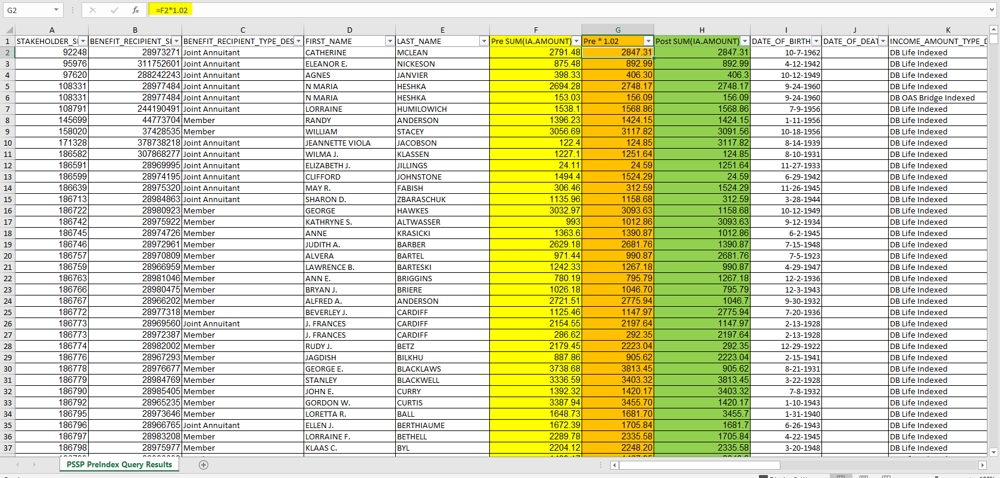 G2 fx =F2*1.02
A B C D E F G H I J K
1 STAKEHOLDER_S BENEFIT_RECIPIENT_S BENEFIT_RECIPIENT_TYPE_DES FIRST_NAME LAST_NAME Pre SUM(IA.AMOUNT) Pre * 1.02 Post SUM(IA.AMOUNT) DATE_OF_BIRTH DATE_OF_DEAT INCOME_AMOUNT_TYPE_D
2 92248 28973271 Joint Annuitant CATHERINE MCLEAN 2791.48 2847.31 2847.31 10-7-1962 DB Life Indexed
3 95976 311752601 Joint Annuitant ELEANOR E. NICKESON 875.48 892.99 892.99 4-12-1942 DB Life Indexed
4 97620 288242243 Joint Annuitant AGNES JANVIER 398.33 406.30 406.3 10-12-1949 DB Life Indexed
5 108331 28977484 Joint Annuitant N MARIA HESHKA 2694.28 2748.17 2748.17 9-24-1960 DB Life Indexed
6 108331 28977484 Joint Annuitant N MARIA HESHKA 153.03 156.09 156.09 9-24-1960 DB OAS Bridge Indexed
7 108791 244190491 Joint Annuitant LORRAINE HUMILOWICH 1538.1 1568.86 1568.86 7-9-1956 DB Life Indexed
8 145699 44773704 Member RANDY ANDERSON 1396.23 1424.15 1424.15 1-11-1956 DB Life Indexed
9 158020 37428535 Member WILLIAM STACEY 3056.69 3117.82 3091.56 10-18-1956 DB Life Indexed
10 171328 378738218 Joint Annuitant JEANNETTE VIOLA JACOBSON 122.4 124.85 3117.82 8-14-1939 DB Life Indexed
11 186582 307868277 Joint Annuitant WILMA J. KLASSEN 1227.1 1251.64 124.85 8-10-1931 DB Life Indexed
12 186591 28969995 Joint Annuitant ELIZABETH J. JILLINGS 24.11 24.59 1251.64 11-27-1933 DB Life Indexed
13 186599 28974195 Joint Annuitant CLIFFORD JOHNSTONE 1494.4 1524.29 24.59 6-29-1942 DB Life Indexed
14 186639 28975320 Joint Annuitant MAY R. FABISH 306.46 312.59 1524.29 11-26-1945 DB Life Indexed
15 186713 28984863 Joint Annuitant SHARON D. ZBARASCHUK 1135.96 1158.68 312.59 3-28-1944 DB Life Indexed
16 186722 28980923 Member GEORGE HAWKES 3032.97 3093.63 1158.68 10-12-1949 DB Life Indexed
17 186742 28975922 Member KATHRYNE S. ALTWASSER 993 1012.86 3093.63 9-12-1934 DB Life Indexed
18 186745 28974726 Member ANNE KRASICKI 1363.6 1390.87 1012.86 6-2-1945 DB Life Indexed
19 186746 28972961 Member JUDITH A. BARBER 2629.18 2681.76 1390.87 7-15-1948 DB Life Indexed
20 186757 28970809 Member ALVERA BARTEL 971.44 990.87 2681.76 7-5-1923 DB Life Indexed
21 186759 28966959 Member LAWRENCE B. BARTESKI 1242.33 1267.18 990.87 4-29-1947 DB Life Indexed
22 186763 28981046 Member ANN E. BRIGGINS 780.19 795.79 1267.18 12-2-1936 DB Life Indexed
23 186766 28980475 Member BRYAN J. BRIERE 1026.18 1046.70 795.79 12-3-1943 DB Life Indexed
24 186767 28966202 Member ALFRED A. ANDERSON 2721.51 2775.94 1046.7 9-30-1932 DB Life Indexed
25 186772 28977318 Member BEVERLEY J. CARDIFF 1125.46 1147.97 2775.94 7-20-1936 DB Life Indexed
26 186773 28969560 Joint Annuitant J. FRANCES CARDIFF 2154.55 2197.64 1147.97 2-13-1928 DB Life Indexed
27 186773 28972387 Member J. FRANCES CARDIFF 286.62 292.35 2197.64 2-13-1928 DB Life Indexed
28 186774 28982002 Member RUDY J. BETZ 2179.45 2223.04 292.35 12-29-1922 DB Life Indexed
29 186776 28967293 Member JAGDISH BILKHU 887.86 905.62 2223.04 2-15-1941 DB Life Indexed
30 186778 28976677 Member GEORGE E. BLACKLAWS 3738.68 3813.45 905.62 8-21-1931 DB Life Indexed
31 186779 28984769 Member STANLEY BLACKWELL 3336.59 3403.32 3813.45 3-22-1928 DB Life Indexed
32 186790 28985405 Member JOHN E. CURRY 1392.32 1420.17 3403.32 7-8-1932 DB Life Indexed
33 186792 28965235 Member GORDON W. CURTIS 3387.94 3455.70 1420.17 1-10-1943 DB Life Indexed
34 186795 28973646 Member LORETTA R. BALL 1648.73 1681.70 3455.7 1-31-1940 DB Life Indexed
35 186796 28966765 Joint Annuitant ELLEN J. BERTHIAUME 1672.39 1705.84 1681.7 6-26-1943 DB Life Indexed
36 186797 28983208 Member LORRAINE F. BETHELL 2289.78 2335.58 1705.84 4-22-1945 DB Life Indexed
37 186798 28975977 Member KLAAS C. BYL 2204.12 2248.20 2335.58 3-20-1948 DB Life Indexed
PSSP PreIndex Query Results